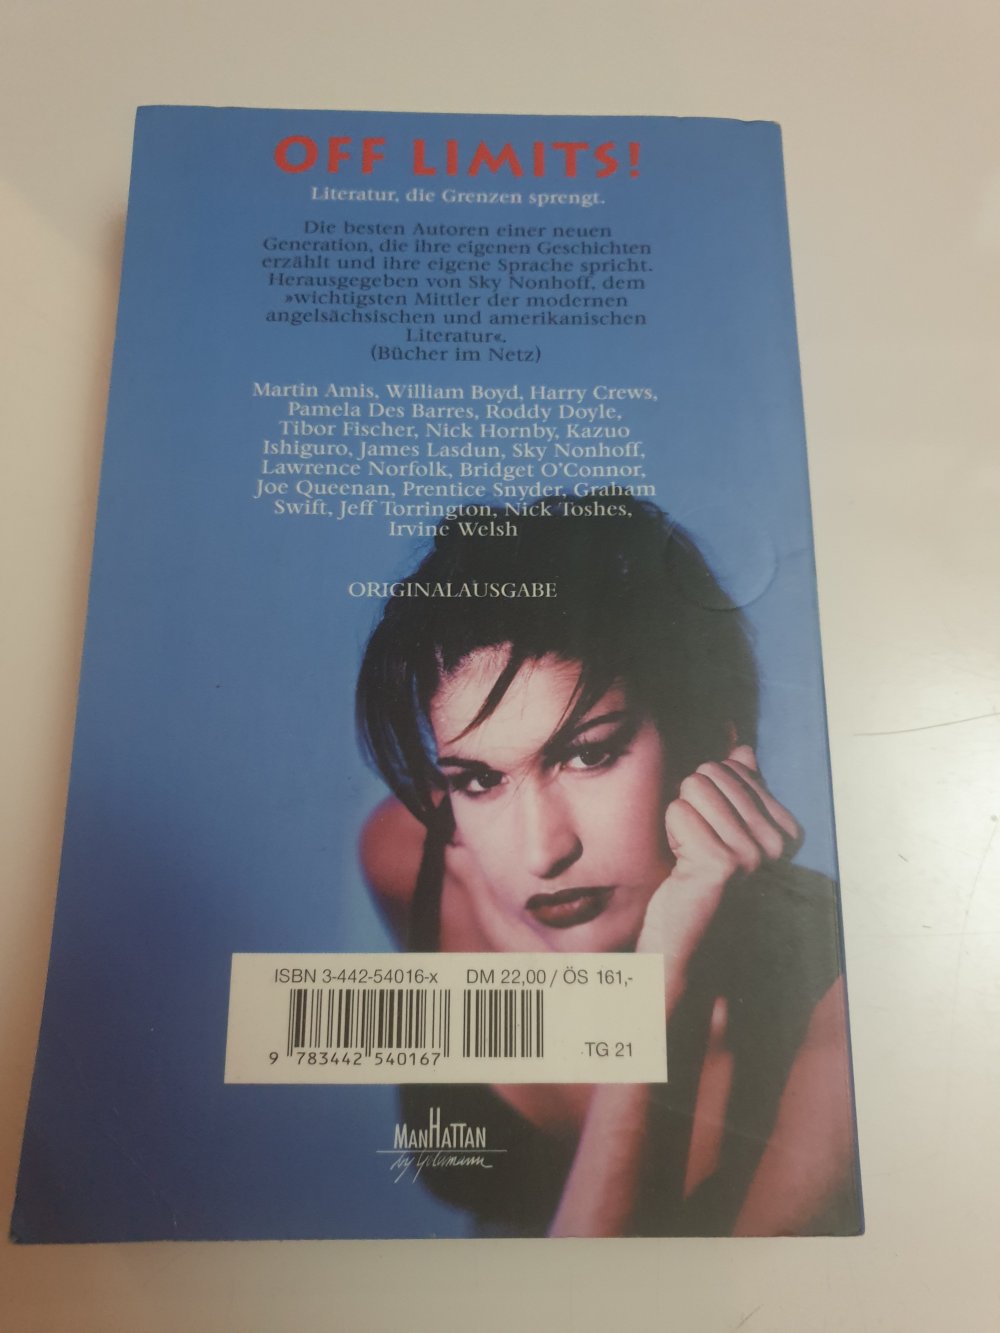 OFF LIMITS!
Literatur, die Grenzen sprengt.
Die besten Autoren einer neuen
Generation, die ihre eigenen Geschichten
erzählt und ihre eigene Sprache spricht.
Herausgegeben von Sky Nonhoff, dem
»wichtigsten Mittler der modernen
angelsächsischen und amerikanischen
Literatur«.
(Bücher im Netz)
Martin Amis, William Boyd, Harry Crews,
Pamela Des Barres, Roddy Doyle,
Tibor Fischer, Nick Hornby, Kazuo
Ishiguro, James Lasdun, Sky Nonhoff,
Lawrence Norfolk, Bridget O'Connor,
Joe Queenan, Prentice Snyder, Graham
Swift, Jeff Torrington, Nick Toshes,
Irvine Welsh
ORIGINALAUSGABE
ISBN 3-442-54016-x DM 22,00 / ÖS 161,-
9 783442 540167
TG 21
MANHATTAN
by Goldmann